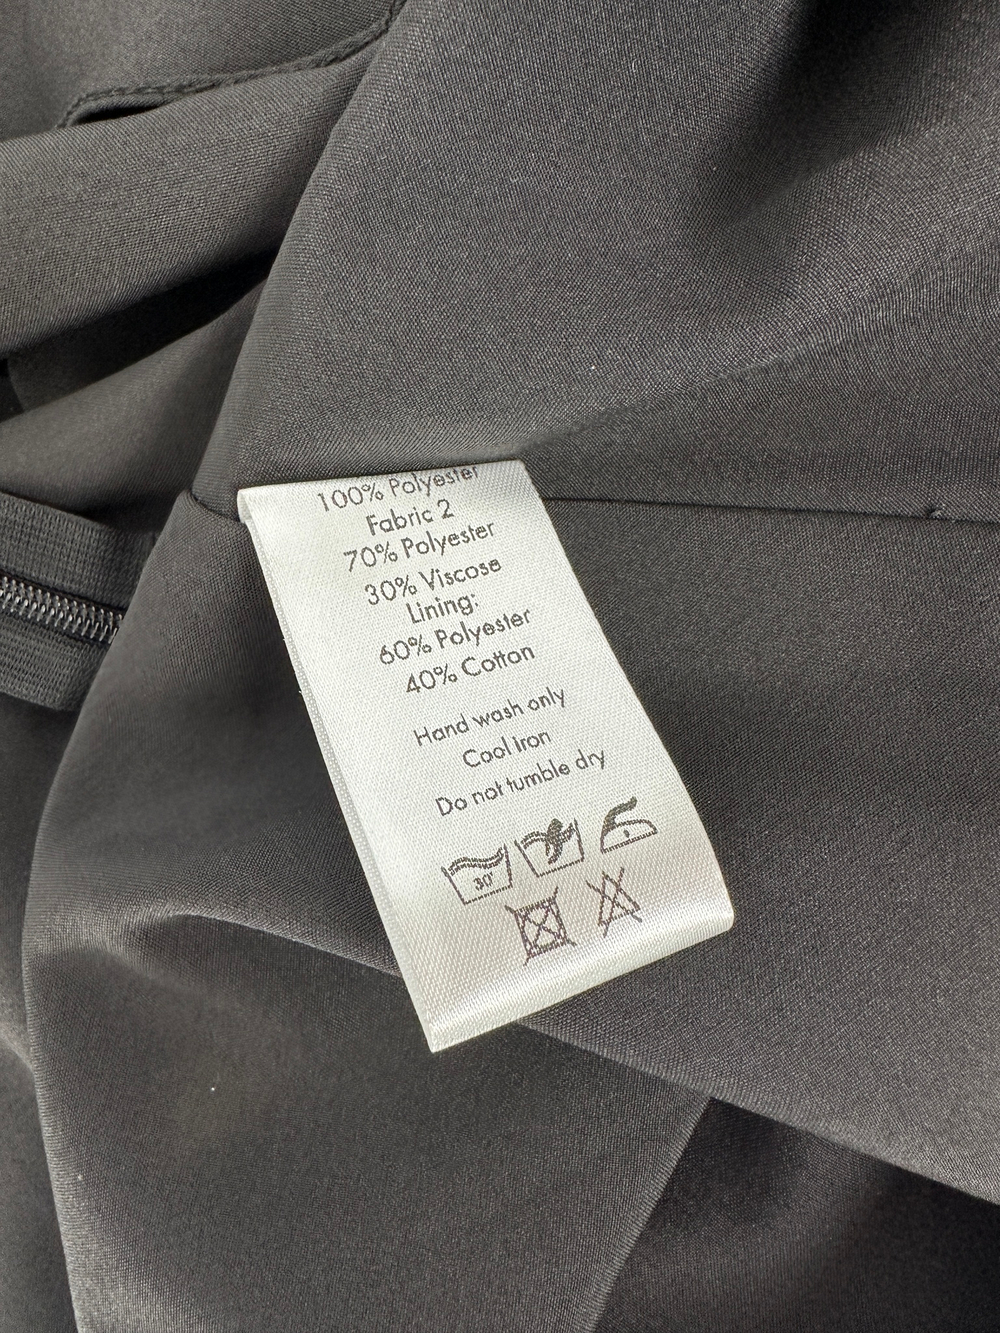 100% Polyester
Fabric 2
70% Polyester
30% Viscose
Lining:
60% Polyester
40% Cotton
Hand wash only
Cool iron
Do not tumble dry
30°